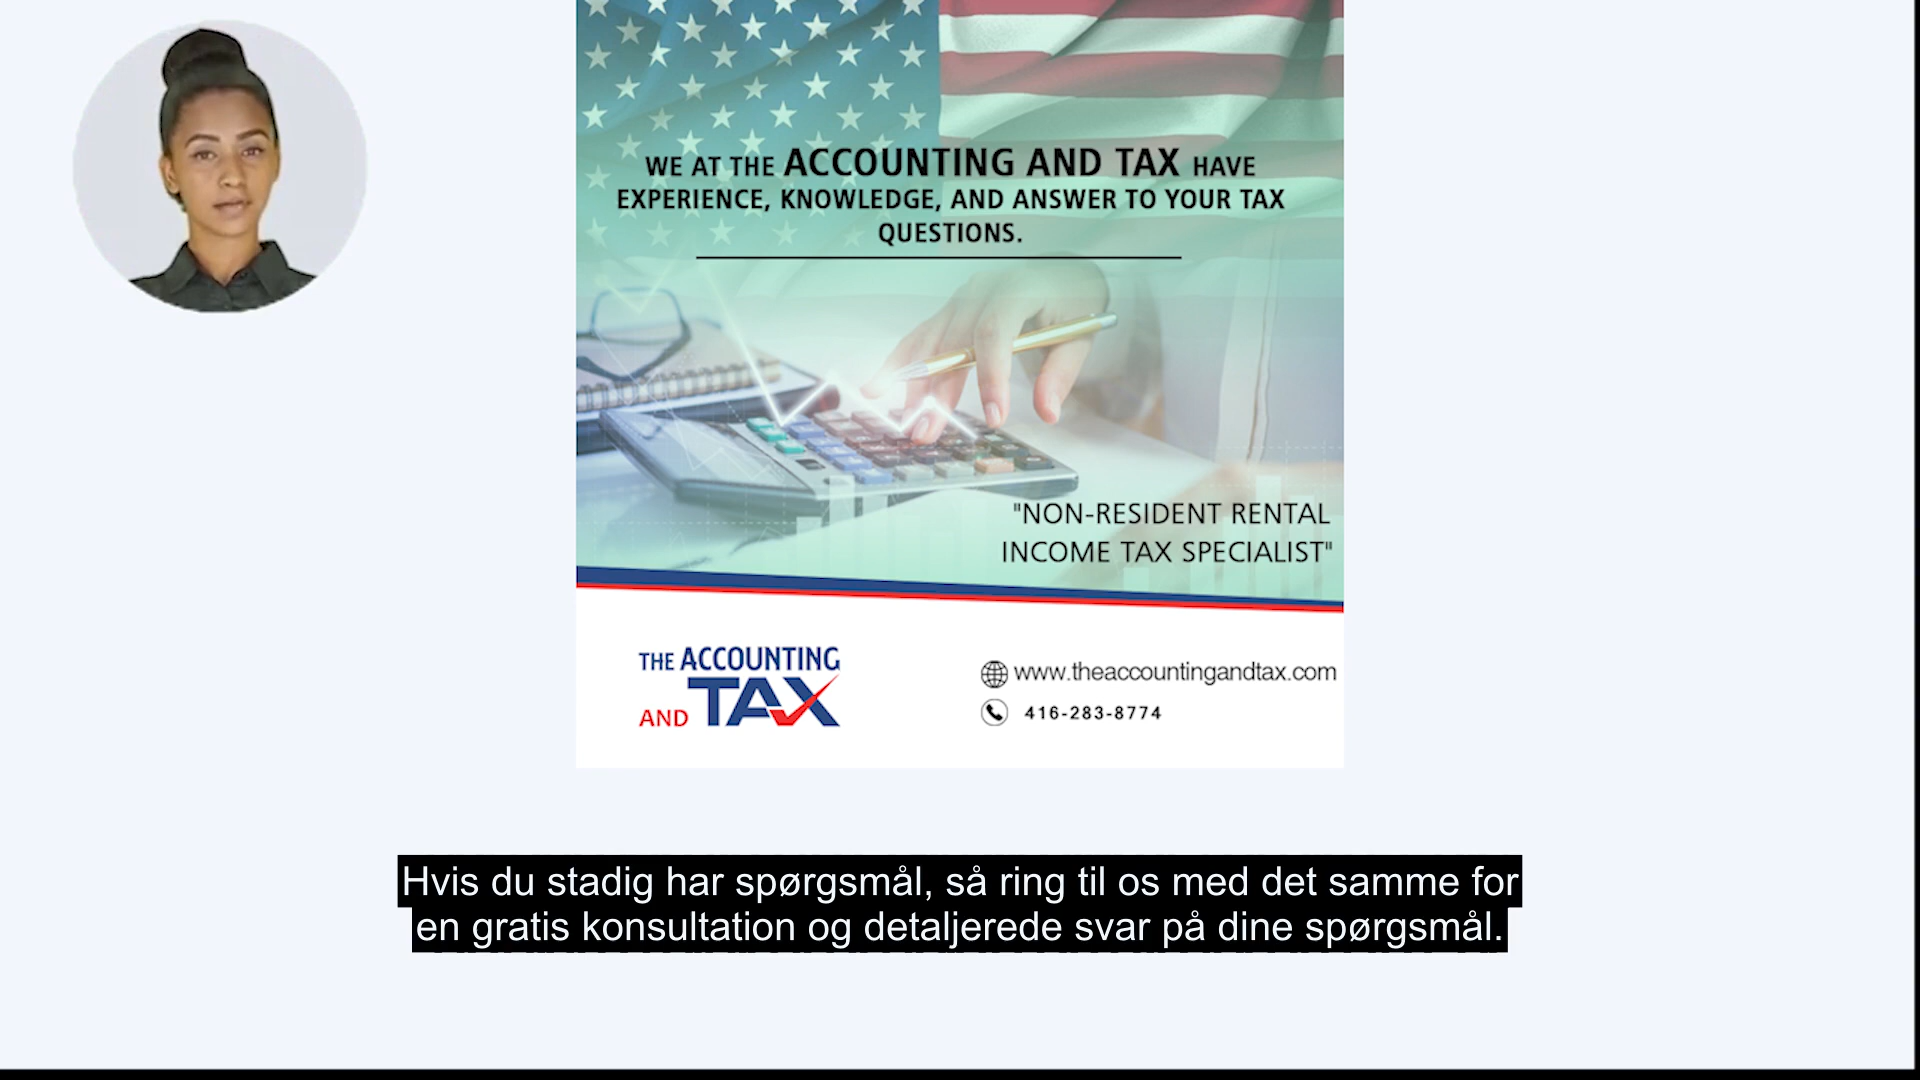 WE AT THE ACCOUNTING AND TAX HAVE
EXPERIENCE, KNOWLEDGE, AND ANSWER TO YOUR TAX
QUESTIONS.
"NON-RESIDENT RENTAL
INCOME TAX SPECIALIST"
THE ACCOUNTING
AND TAX
www.theaccountingandtax.com
416-283-8774
Hvis du stadig har spørgsmål, så ring til os med det samme for
en gratis konsultation og detaljerede svar på dine spørgsmål.